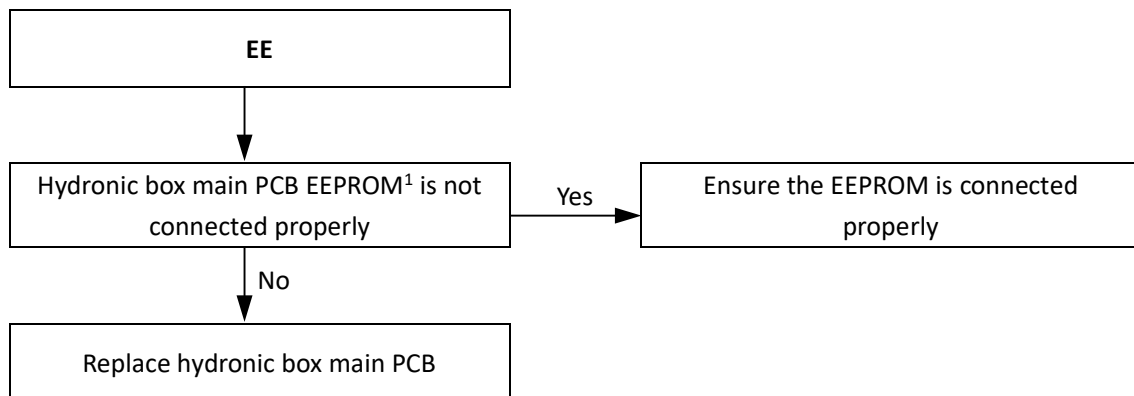 EE
Hydronic box main PCB EEPROM¹ is not
connected properly
Yes
Ensure the EEPROM is connected
properly
No
Replace hydronic box main PCB